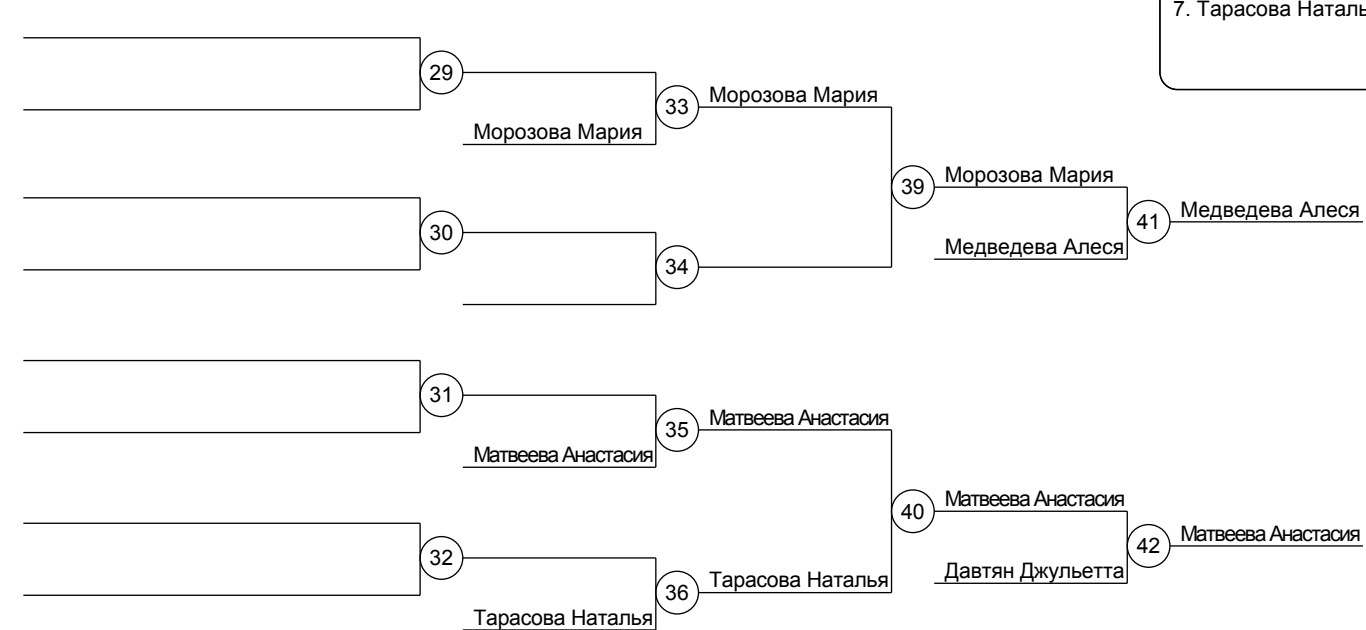 7. Тарасова Наталь
29
33
Морозова Мария
Морозова Мария
39
Морозова Мария
41
Медведева Алеся
30
Медведева Алеся
34
31
35
Матвеева Анастасия
Матвеева Анастасия
40
Матвеева Анастасия
42
Матвеева Анастасия
32
36
Тарасова Наталья
Давтян Джульетта
Тарасова Наталья